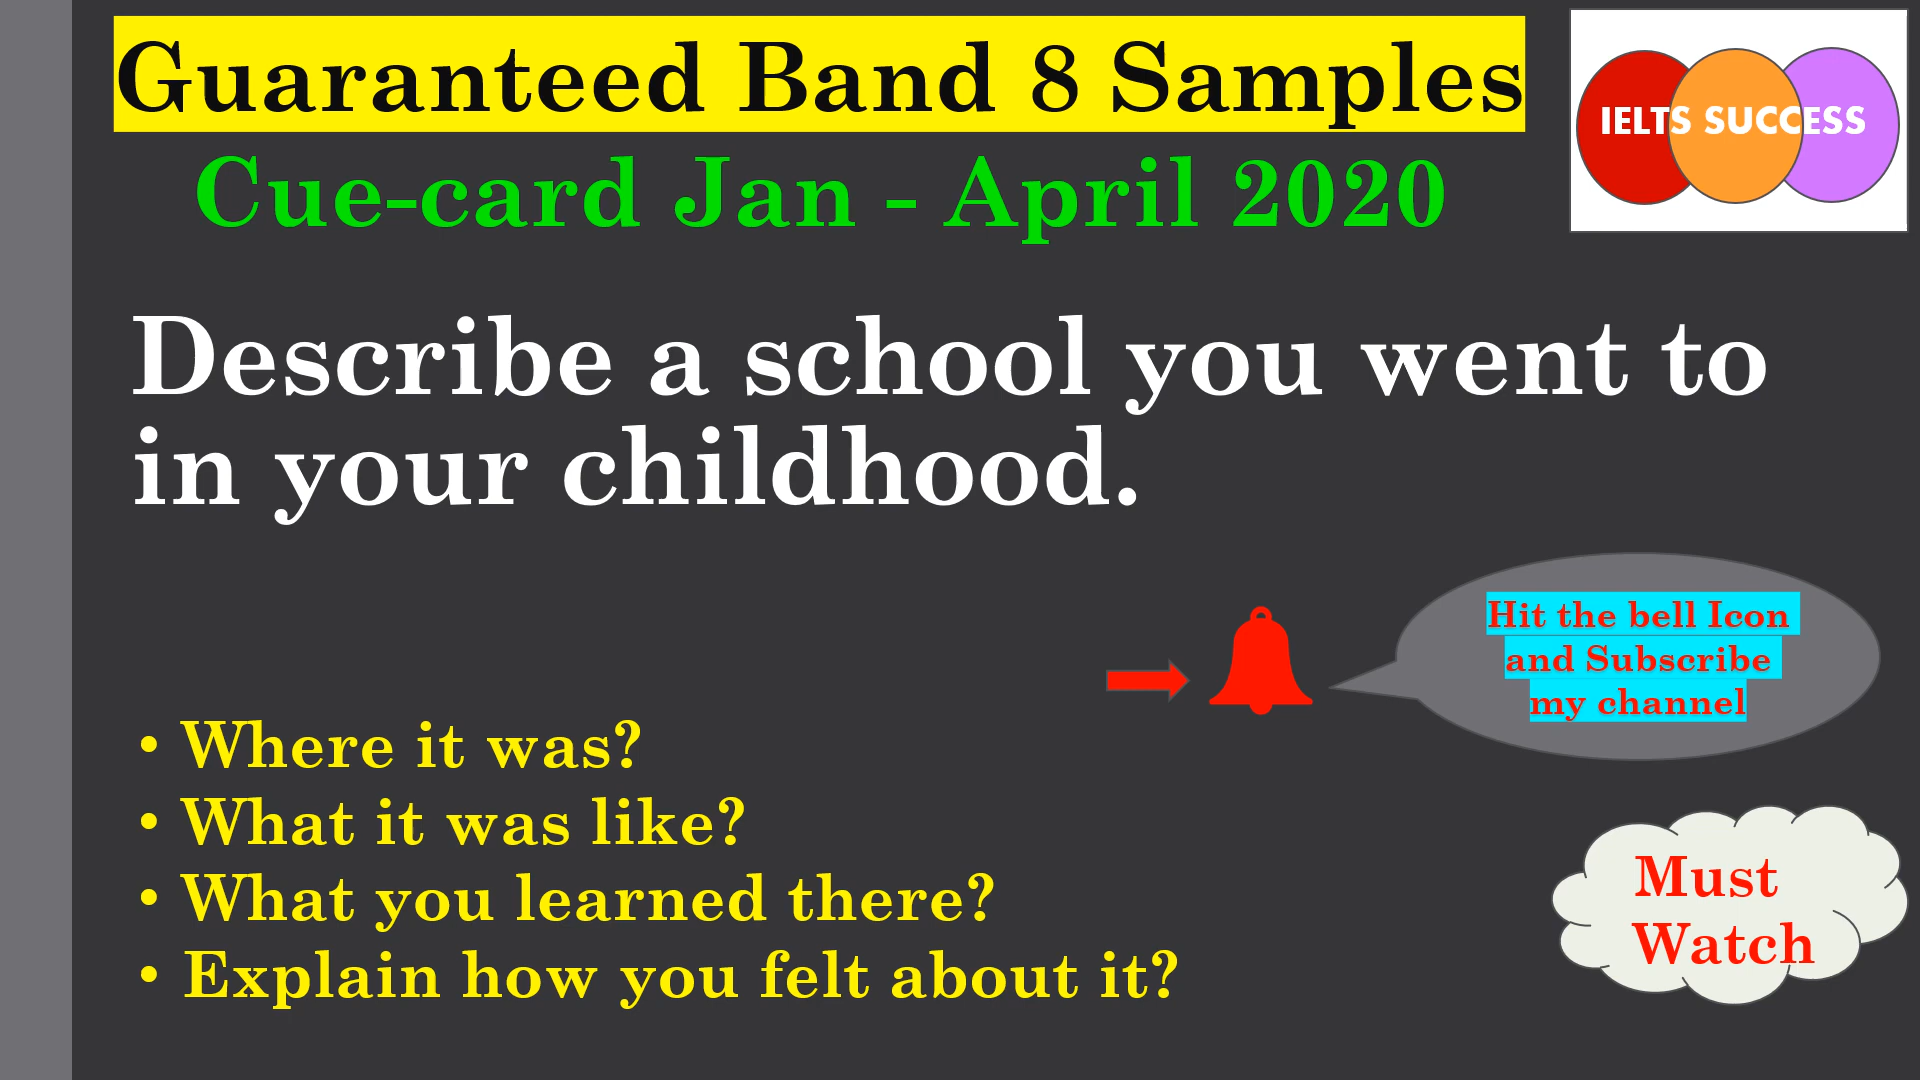 Guaranteed Band 8 Samples
Cue-card Jan - April 2020
IELTS SUCCESS
Describe a school you went to
in your childhood.
Hit the bell Icon
and Subscribe
my channel
• Where it was?
• What it was like?
• What you learned there?
• Explain how you felt about it?
Must
Watch